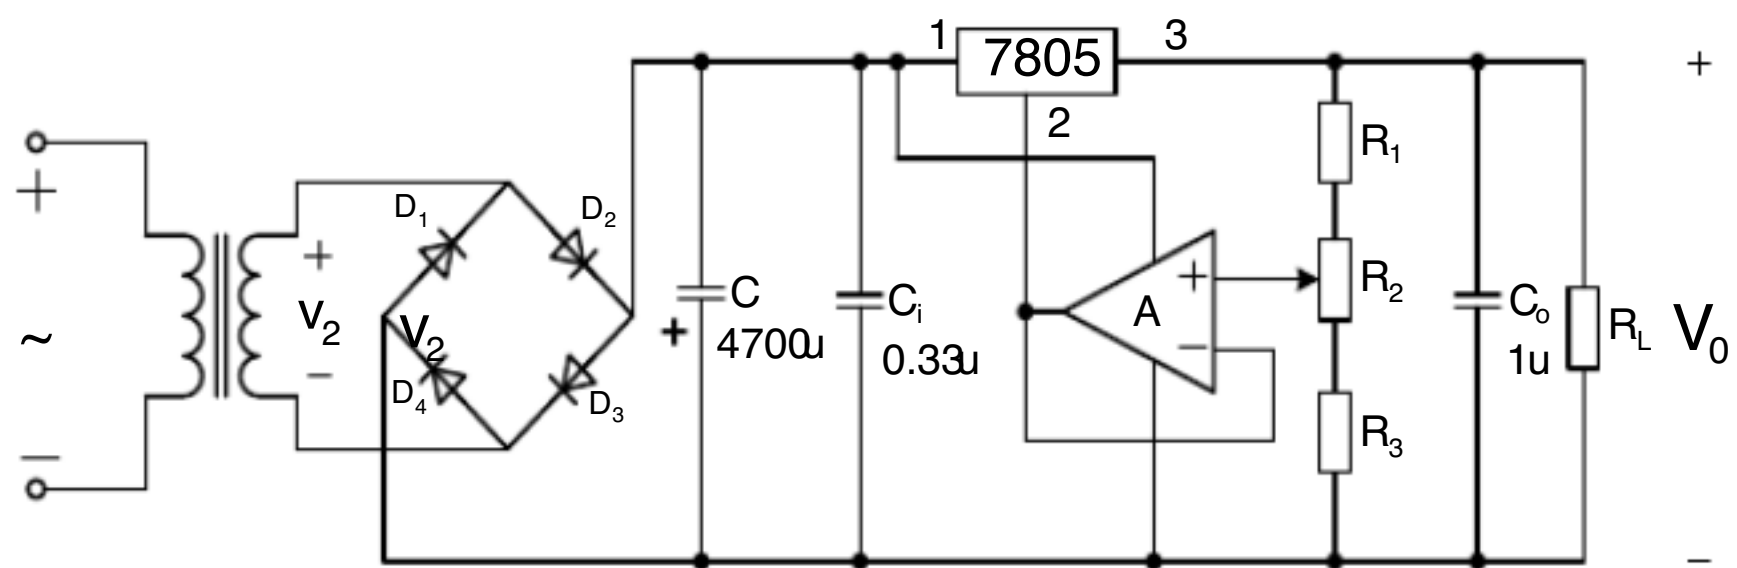 1
7805
3
2
+
+
R₁
D₁
D₂
+
v₂
−
V₂
~
D₄
D₃
−
C
+
4700u
Cᵢ
0.33u
+
A
−
R₂
R₃
Cₒ
1u
R_L
V₀
−